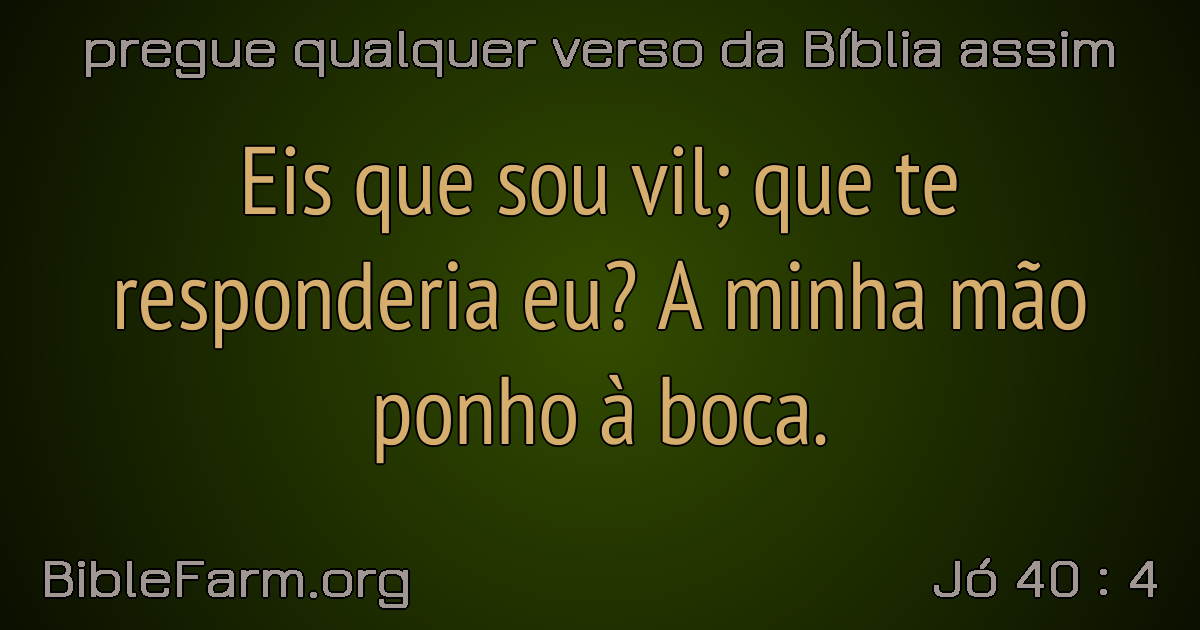 pregue qualquer verso da Bíblia assim
Eis que sou vil; que te
responderia eu? A minha mão
ponho à boca.
BibleFarm.org
Jó 40 : 4